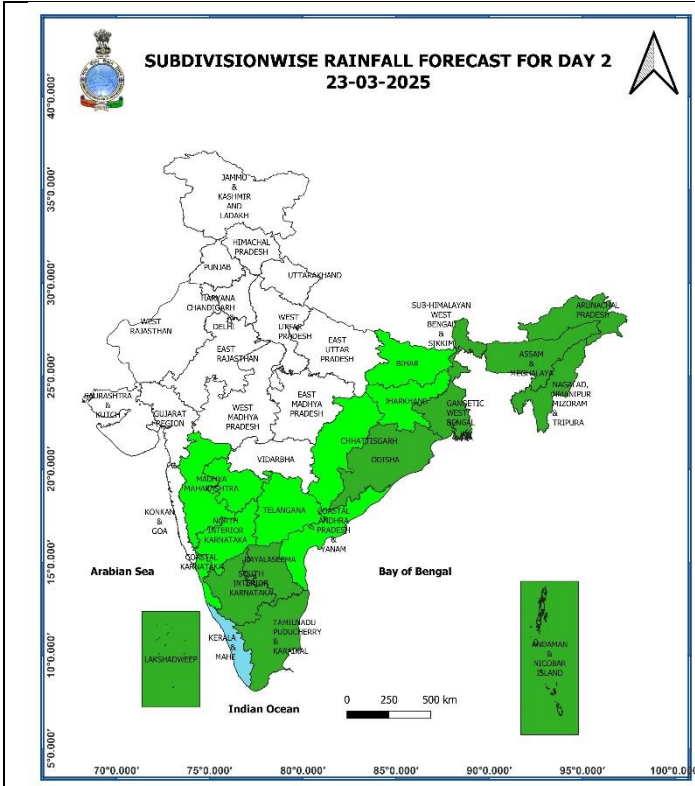 SUBDIVISIONWISE RAINFALL FORECAST FOR DAY 2
23-03-2025
40°0.000'
35°0.000'
30°0.000'
25°0.000'
20°0.000'
15°0.000'
10°0.000'
5°0.000'
JAMMU
&
KASHMIR
AND
LADAKH
HIMACHAL
PRADESH
PUNJAB
UTTARAKHAND
HARYANA
CHANDIGARH
&
DELHI
WEST
RAJASTHAN
WEST
UTTAR
PRADESH
EAST
RAJASTHAN
EAST
UTTAR
PRADESH
SUB-HIMALAYAN
WEST
BENGAL
&
SIKKIM
ARUNACHAL
PRADESH
ASSAM
&
MEGHALAYA
BIHAR
NAGALAD,
MANIPUR
MIZORAM
&
TRIPURA
SAURASHTRA
&
KUTCH
GUJARAT
REGION
WEST
MADHYA
PRADESH
EAST
MADHYA
PRADESH
JHARKHAND
GANGETIC
WEST
BENGAL
CHHATTISGARH
ODISHA
VIDARBHA
MADHYA
MAHARASHTRA
KONKAN
&
GOA
TELANGANA
COASTAL
ANDHRA
PRADESH
&
YANAM
NORTH
INTERIOR
KARNATAKA
COASTAL
KARNATAKA
RAYALASEEMA
SOUTH
INTERIOR
KARNATAKA
Arabian Sea
Bay of Bengal
KERALA
&
MAHE
TAMILNADU
PUDUCHERRY
&
KARAIKAL
LAKSHADWEEP
ANDAMAN
&
NICOBAR
ISLAND
0 250 500 km
Indian Ocean
70°0.000' 75°0.000' 80°0.000' 85°0.000' 90°0.000' 95°0.000' 100°0.0